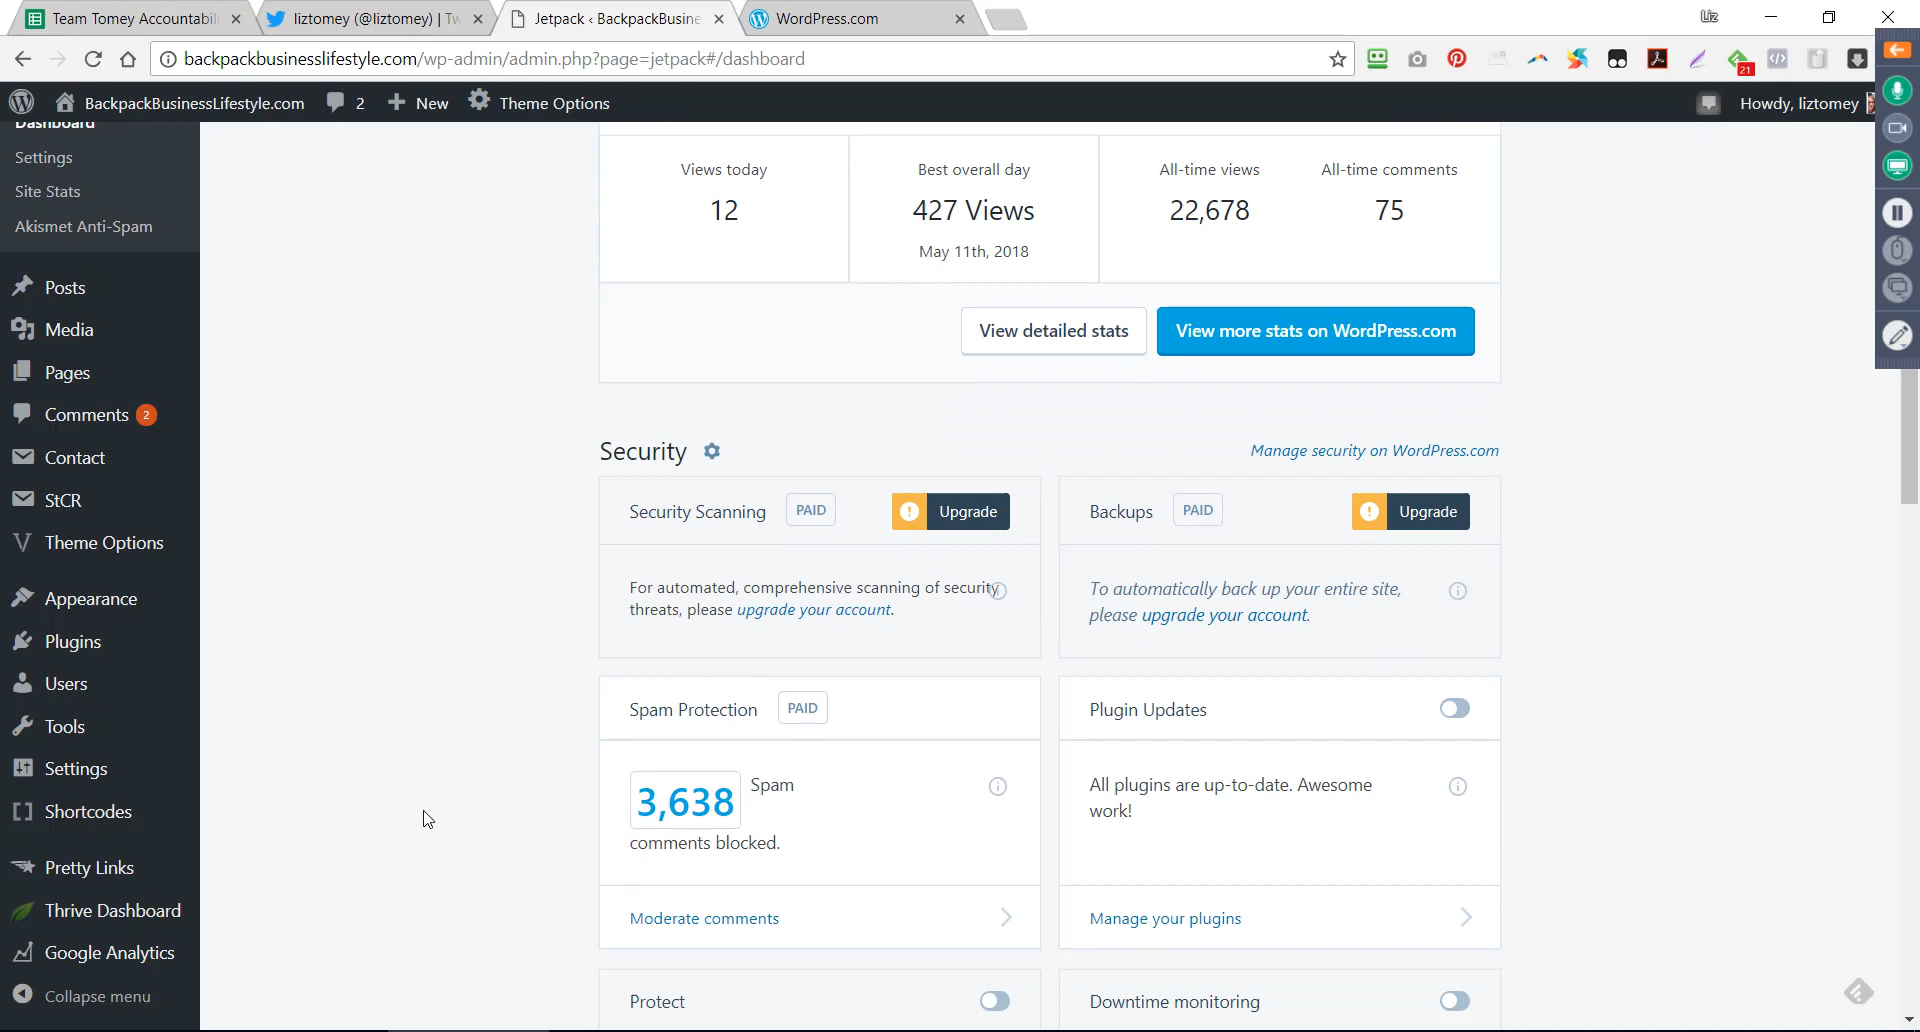 Team Tomey Accountabili
liztomey (@liztomey) | Tw
Jetpack ‹ BackpackBusine
WordPress.com
Liz
backpackbusinesslifestyle.com/wp-admin/admin.php?page=jetpack#/dashboard
21
BackpackBusinessLifestyle.com
2
New
Theme Options
Howdy, liztomey
Dashboard
Settings
Site Stats
Akismet Anti-Spam
Posts
Media
Pages
Comments 2
Contact
StCR
Theme Options
Appearance
Plugins
Users
Tools
Settings
Shortcodes
Pretty Links
Thrive Dashboard
Google Analytics
Collapse menu
Views today
12
Best overall day
427 Views
May 11th, 2018
All-time views
22,678
All-time comments
75
View detailed stats
View more stats on WordPress.com
Security
Manage security on WordPress.com
Security Scanning
PAID
Upgrade
For automated, comprehensive scanning of security
threats, please upgrade your account.
Backups
PAID
Upgrade
To automatically back up your entire site,
please upgrade your account.
Spam Protection
PAID
3,638 Spam
comments blocked.
Moderate comments
Plugin Updates
All plugins are up-to-date. Awesome
work!
Manage your plugins
Protect
Downtime monitoring